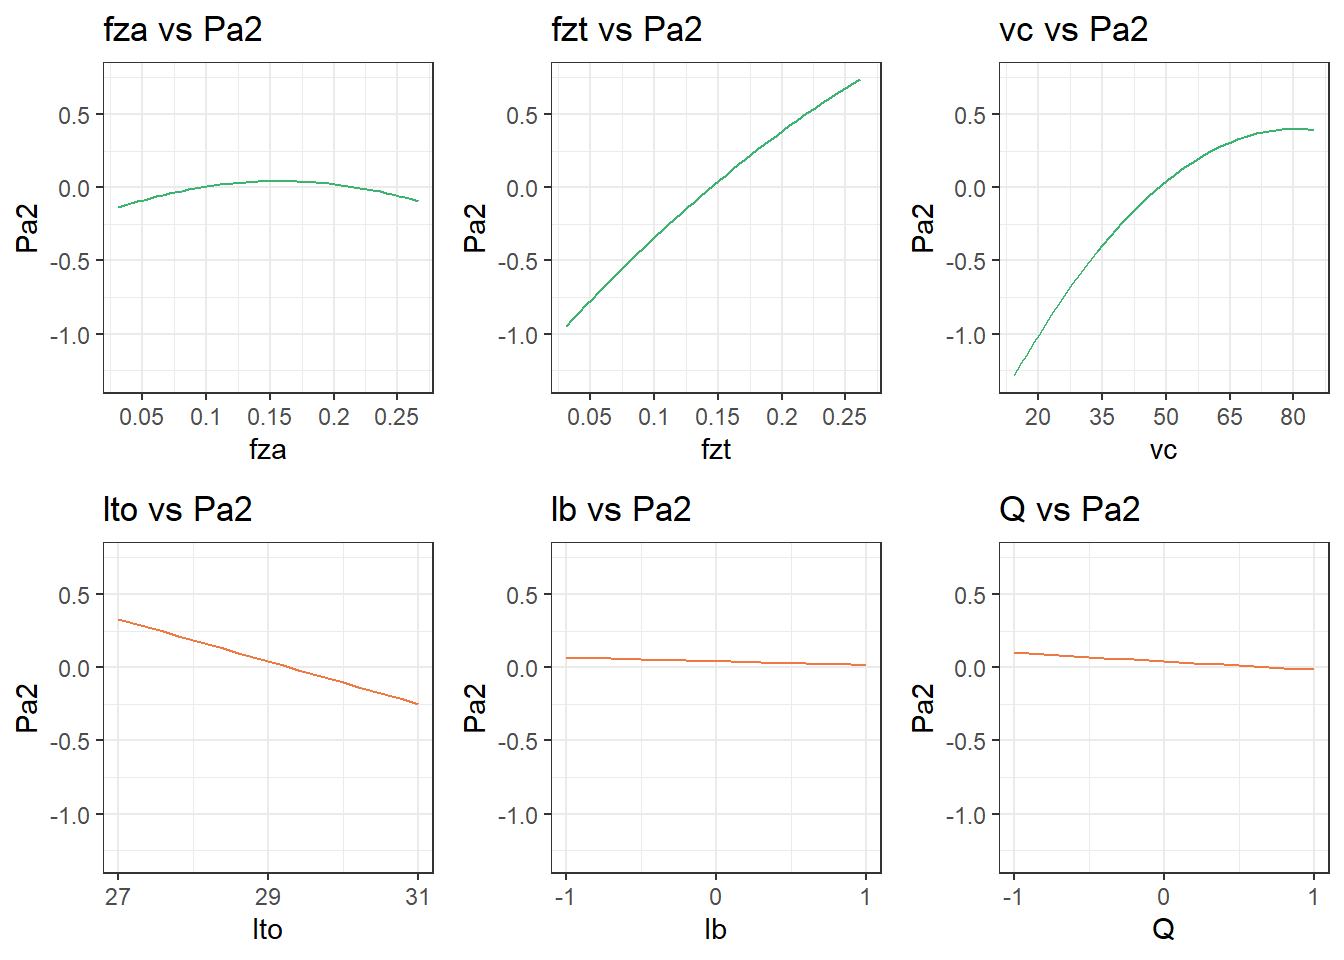 fza vs Pa2
fzt vs Pa2
vc vs Pa2
Pa2
0.5
0.0
-0.5
-1.0
0.05 0.1 0.15 0.2 0.25
fza
Pa2
0.5
0.0
-0.5
-1.0
0.05 0.1 0.15 0.2 0.25
fzt
Pa2
0.5
0.0
-0.5
-1.0
20 35 50 65 80
vc
lto vs Pa2
lb vs Pa2
Q vs Pa2
Pa2
0.5
0.0
-0.5
-1.0
27 29 31
lto
Pa2
0.5
0.0
-0.5
-1.0
-1 0 1
lb
Pa2
0.5
0.0
-0.5
-1.0
-1 0 1
Q